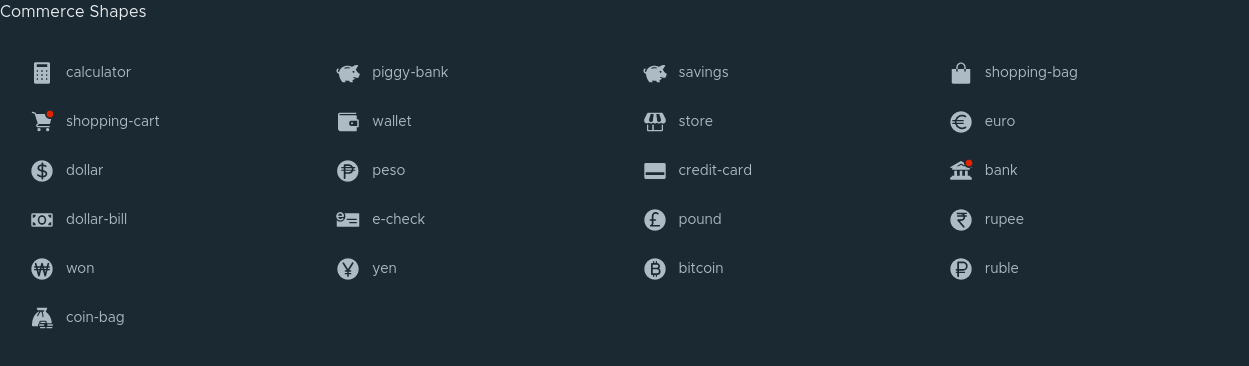 Commerce Shapes
calculator piggy-bank savings shopping-bag
shopping-cart wallet store euro
dollar peso credit-card bank
dollar-bill e-check pound rupee
won yen bitcoin ruble
coin-bag